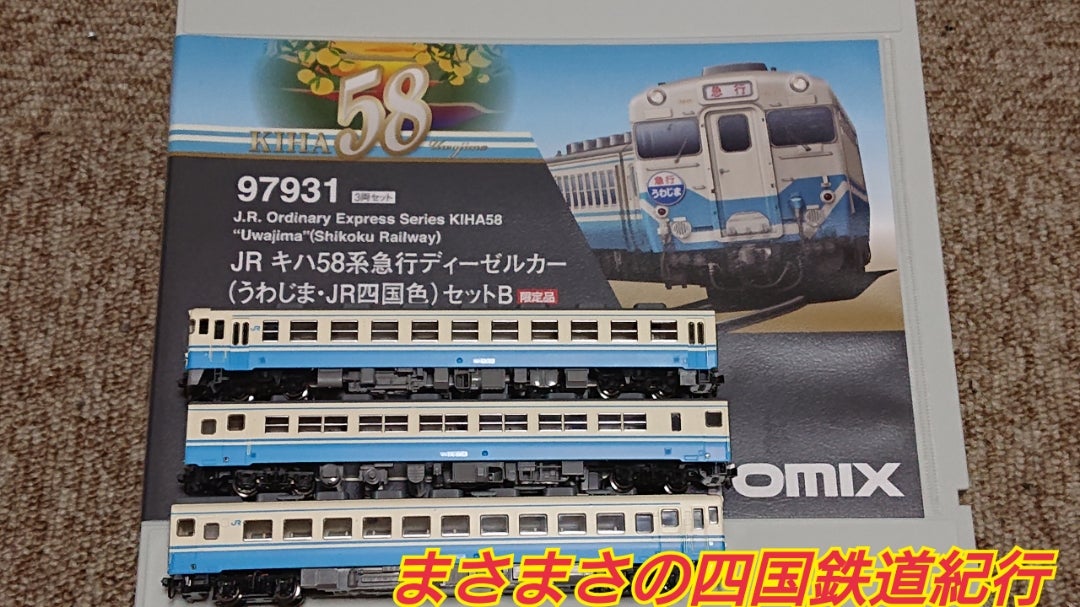 KIHA 58 Uwajima
急行
急行
うわじま
97931 3両セット
J.R. Ordinary Express Series KIHA58
"Uwajima"(Shikoku Railway)
JR キハ58系急行ディーゼルカー
(うわじま・JR四国色)セットB 限定品
JR
JR
OMIX
まさまさの四国鉄道紀行